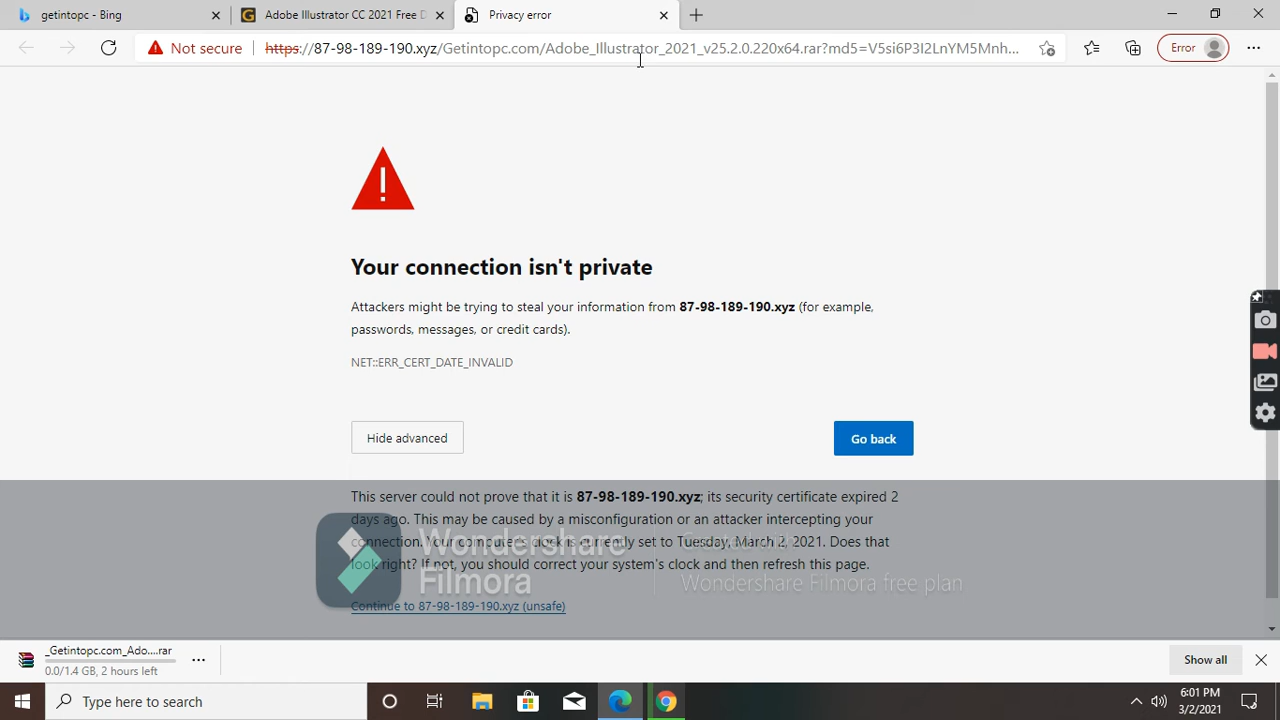 getintopc - Bing
Adobe Illustrator CC 2021 Free D
Privacy error
Not secure
https://87-98-189-190.xyz/Getintopc.com/Adobe_Illustrator_2021_v25.2.0.220x64.rar?md5=V5si6P3I2LnYM5Mnh...
Error
Your connection isn't private
Attackers might be trying to steal your information from 87-98-189-190.xyz (for example,
passwords, messages, or credit cards).
NET::ERR_CERT_DATE_INVALID
Hide advanced
Go back
This server could not prove that it is 87-98-189-190.xyz; its security certificate expired 2
days ago. This may be caused by a misconfiguration or an attacker intercepting your
connection. Your computer's clock is currently set to Tuesday, March 2, 2021. Does that
look right? If not, you should correct your system's clock and then refresh this page.
Wondershare
Filmora
Created with
Wondershare Filmora free plan
Continue to 87-98-189-190.xyz (unsafe)
_Getintopc.com_Ado....rar
0.0/1.4 GB, 2 hours left
Show all
Type here to search
6:01 PM
3/2/2021